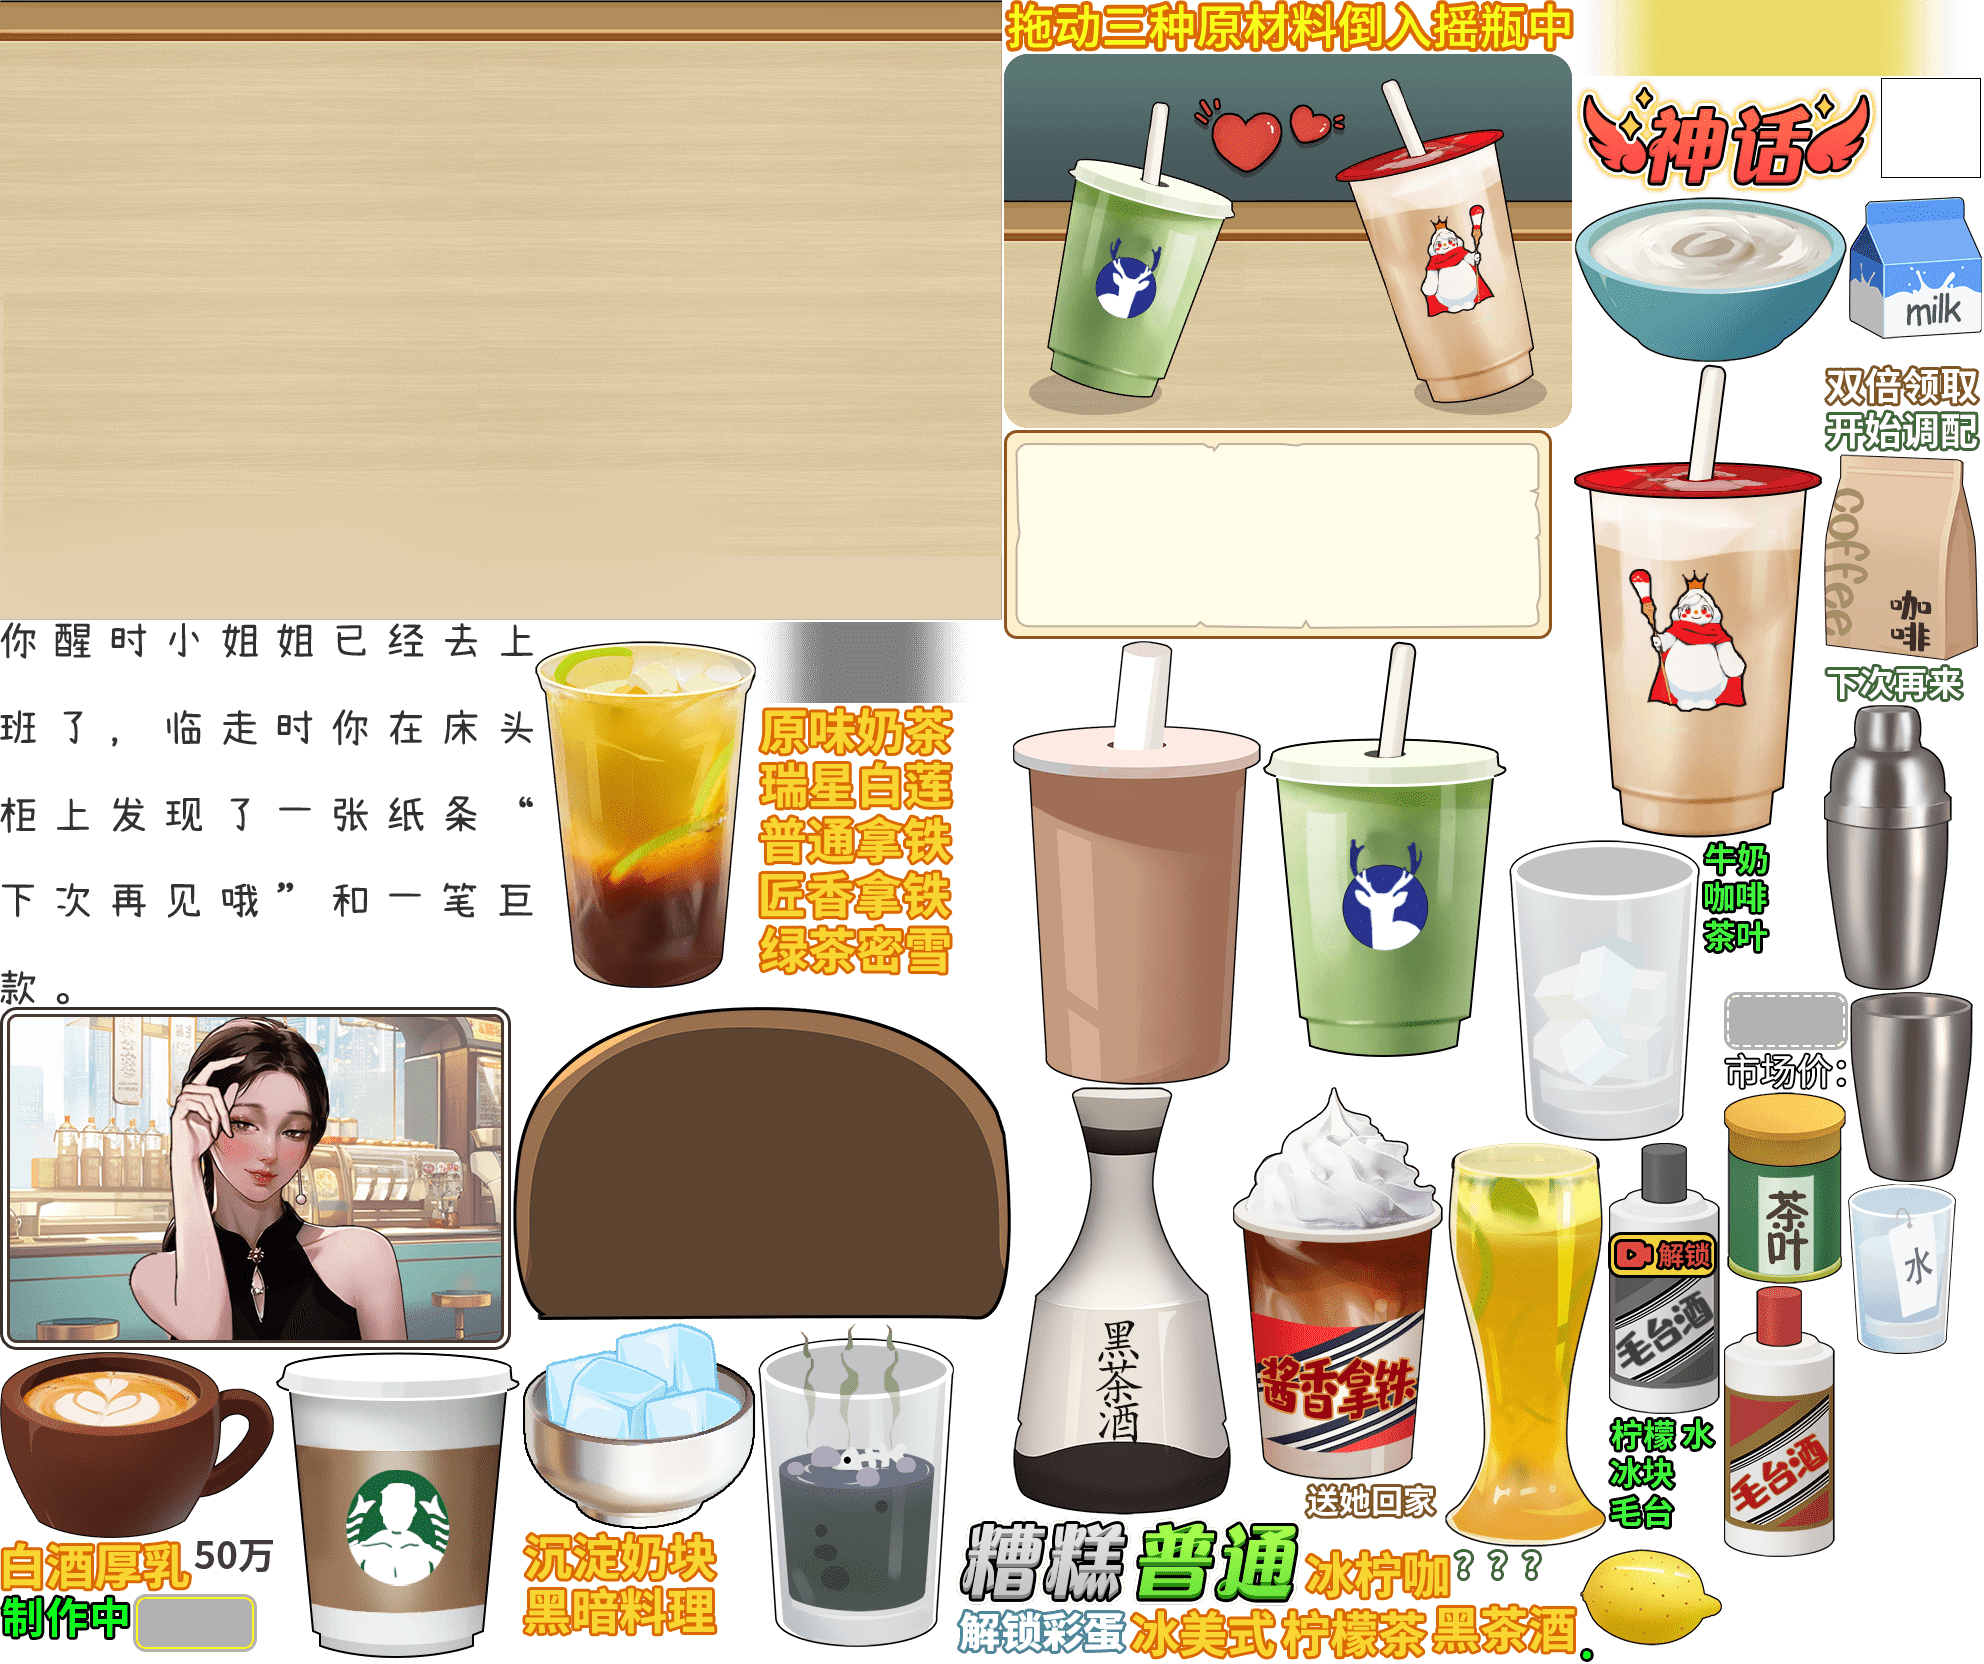 拖动三种原材料倒入摇瓶中
神话
milk
双倍领取
开始调配
coffee
咖啡
下次再来
你醒时小姐姐已经去上
班了，临走时你在床头
柜上发现了一张纸条“
下次再见哦”和一笔巨
款。
原味奶茶
瑞星白莲
普通拿铁
匠香拿铁
绿茶密雪
牛奶
咖啡
茶叶
市场价：
茶叶
水
解锁
毛台酒
毛台酒
黑茶酒
酱香拿铁
柠檬水
冰块
毛台
送她回家
白酒厚乳
50万
制作中
沉淀奶块
黑暗料理
糟糕
普通
冰柠咖
？？？
解锁彩蛋
冰美式
柠檬茶
黑茶酒
.